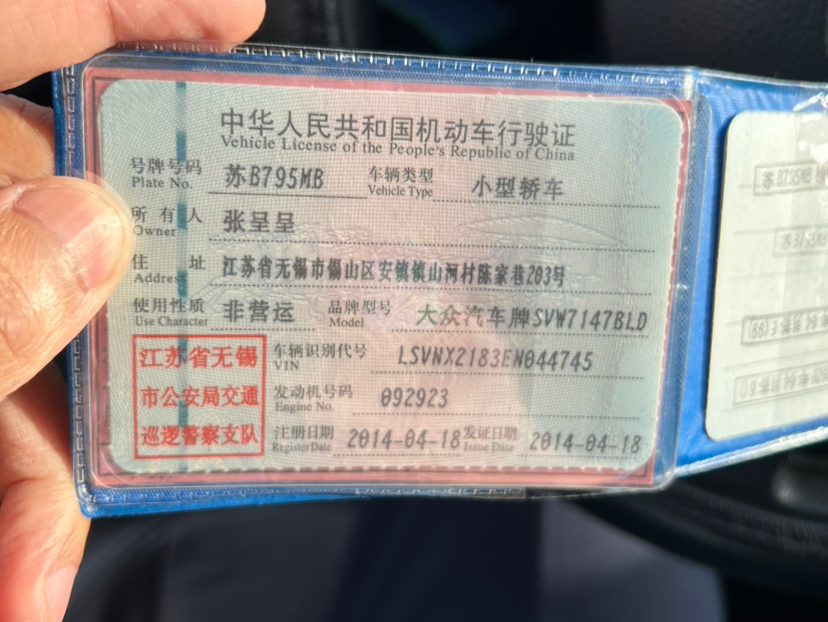 中华人民共和国机动车行驶证
Vehicle License of the People's Republic of China
号牌号码 Plate No. 苏B795MB 车辆类型 Vehicle Type 小型轿车
所有人 Owner 张呈呈
住址 Address 江苏省无锡市锡山区安镇镇山河村陈家巷203号
使用性质 Use Character 非营运 品牌型号 Model 大众汽车牌SVW7147BLD
江苏省无锡 车辆识别代号 VIN LSVNX2183EN044745
市公安局交通 发动机号码 Engine No. 092923
巡逻警察支队 注册日期 Register Date 2014-04-18 发证日期 Issue Date 2014-04-18